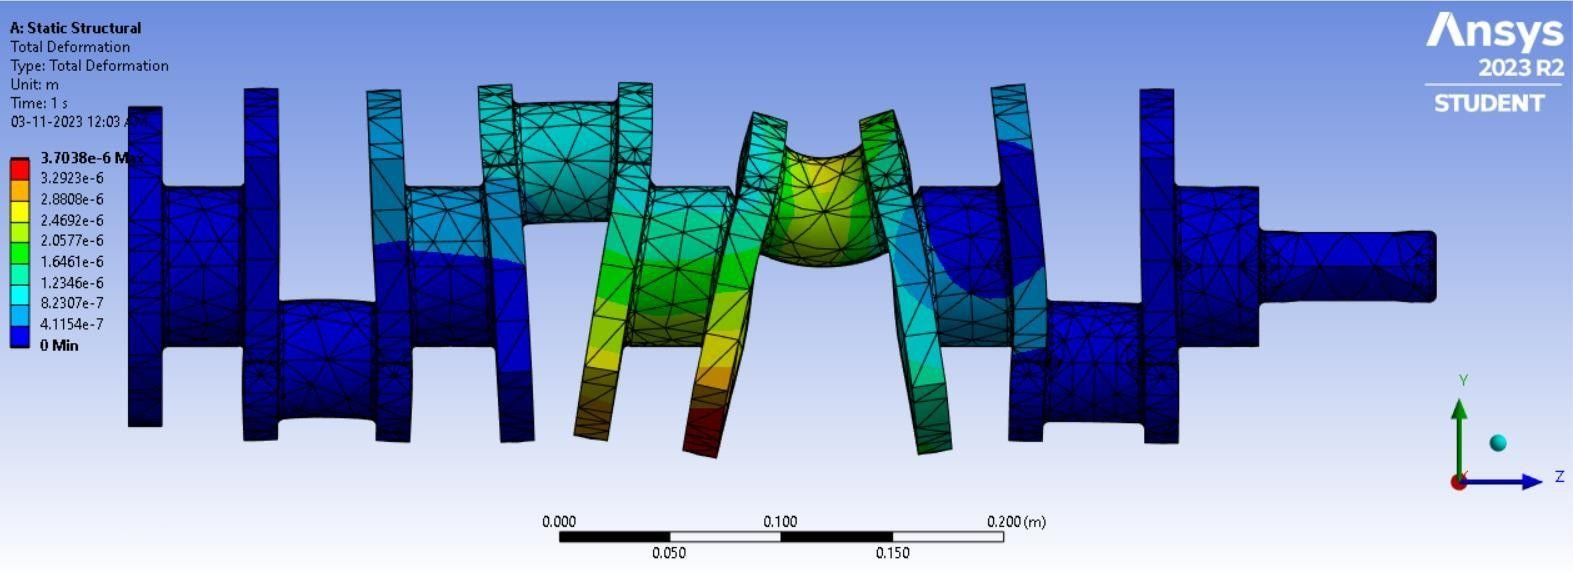 A: Static Structural
Total Deformation
Type: Total Deformation
Unit: m
Time: 1 s
03-11-2023 12:03 AM
3.7038e-6 Max
3.2923e-6
2.8808e-6
2.4692e-6
2.0577e-6
1.6461e-6
1.2346e-6
8.2307e-7
4.1154e-7
0 Min
Ansys
2023 R2
STUDENT
Y
Z
X
0.000 0.100 0.200 (m)
0.050 0.150